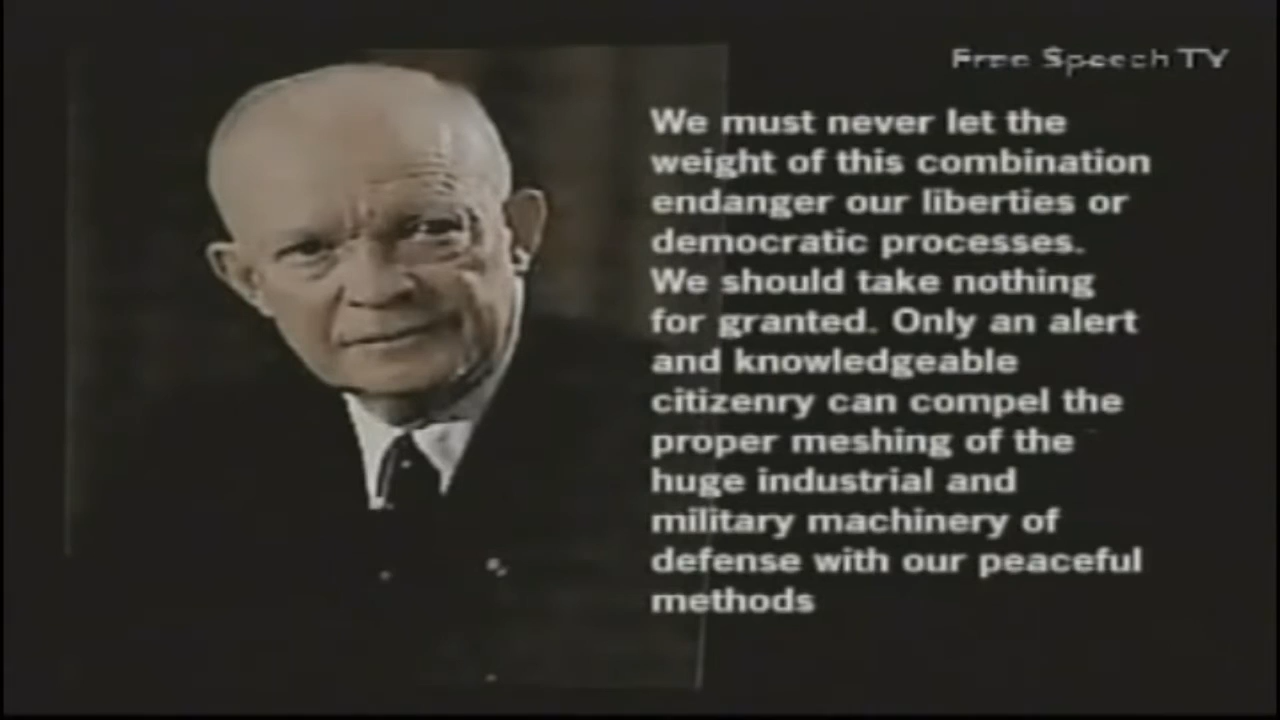 Free Speech TV
We must never let the
weight of this combination
endanger our liberties or
democratic processes.
We should take nothing
for granted. Only an alert
and knowledgeable
citizenry can compel the
proper meshing of the
huge industrial and
military machinery of
defense with our peaceful
methods